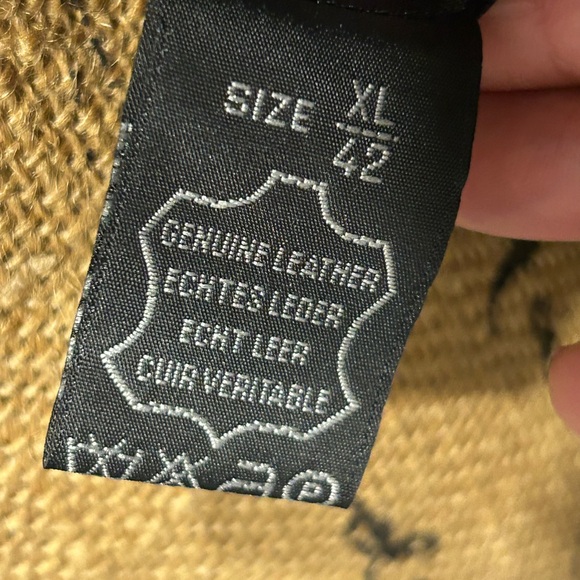 SIZE XL
42
GENUINE LEATHER
ECHTES LEDER
ECHT LEER
CUIR VERITABLE
P